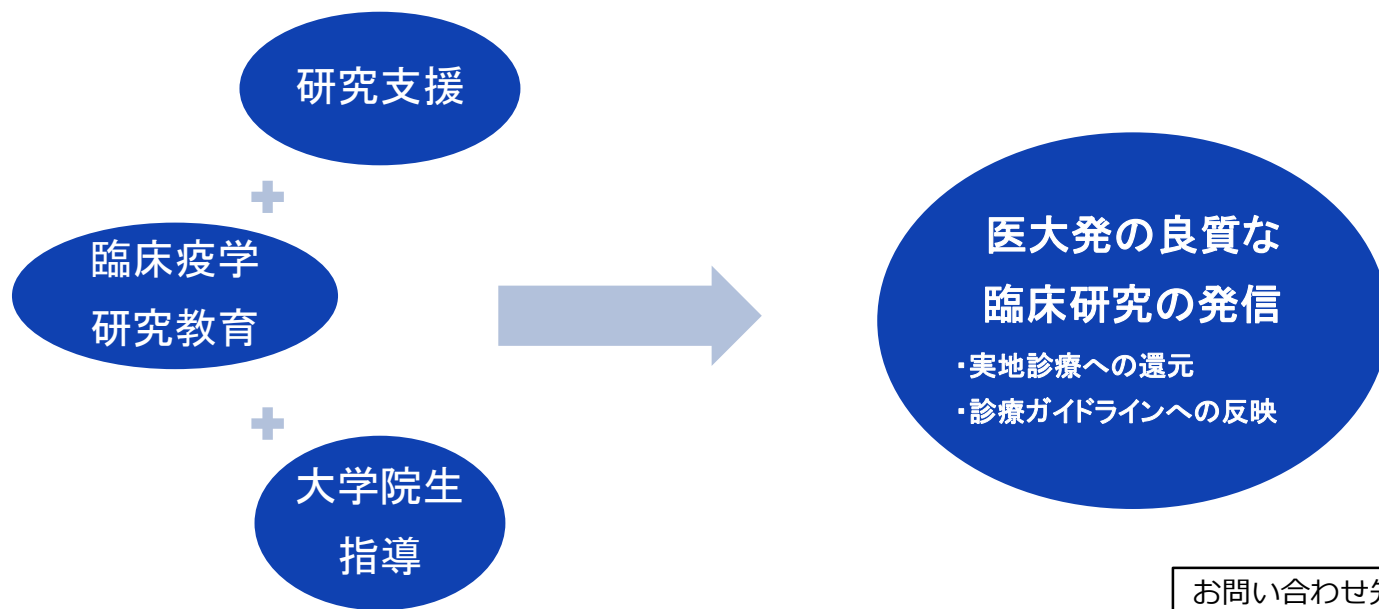 研究支援
臨床疫学
研究教育
大学院生
指導
医大発の良質な
臨床研究の発信
・実地診療への還元
・診療ガイドラインへの反映
お問い合わせ